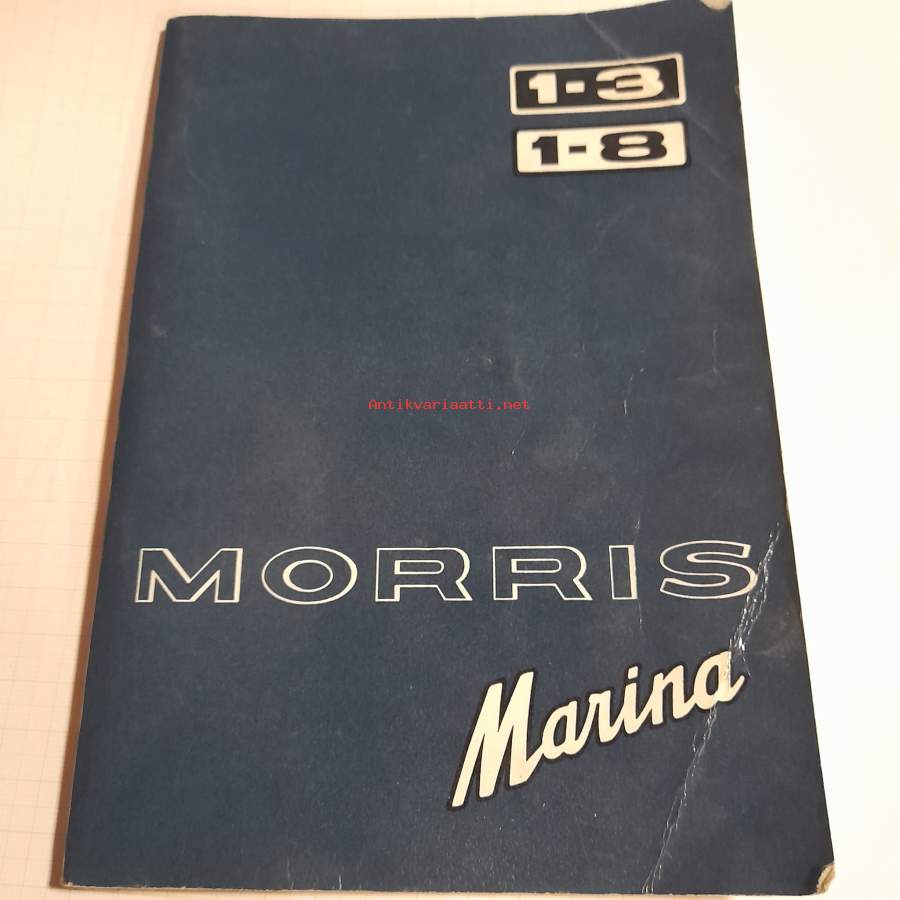 1-3
1-8
Antikvariaatti.net
MORRIS
Marina